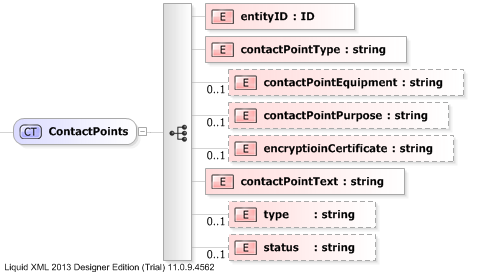 E entityID : ID
E contactPointType : string
0..1 E contactPointEquipment : string
0..1 E contactPointPurpose : string
CT ContactPoints
0..1 E encryptioinCertificate : string
E contactPointText : string
0..1 E type : string
0..1 E status : string
Liquid XML 2013 Designer Edition (Trial) 11.0.9.4562